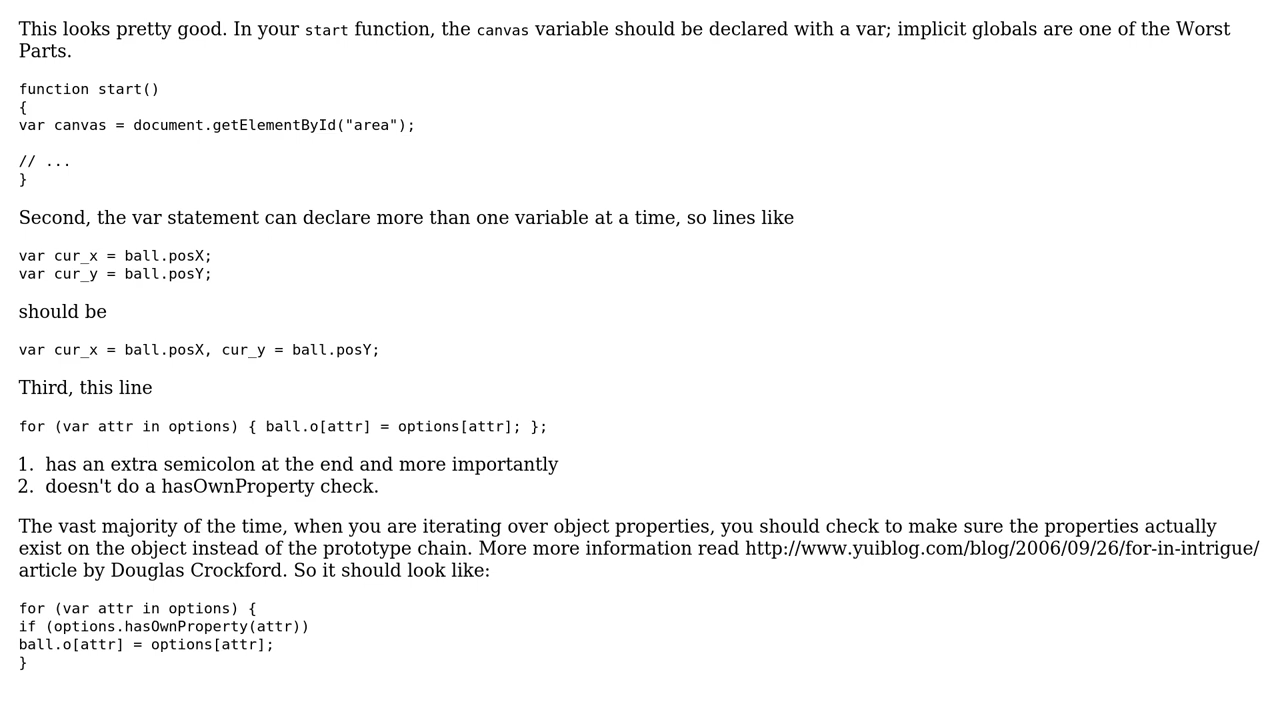 This looks pretty good. In your start function, the canvas variable should be declared with a var; implicit globals are one of the Worst
Parts.
function start()
{
var canvas = document.getElementById("area");
// ...
}
Second, the var statement can declare more than one variable at a time, so lines like
var cur_x = ball.posX;
var cur_y = ball.posY;
should be
var cur_x = ball.posX, cur_y = ball.posY;
Third, this line
for (var attr in options) { ball.o[attr] = options[attr]; };
1. has an extra semicolon at the end and more importantly
2. doesn't do a hasOwnProperty check.
The vast majority of the time, when you are iterating over object properties, you should check to make sure the properties actually
exist on the object instead of the prototype chain. More more information read http://www.yuiblog.com/blog/2006/09/26/for-in-intrigue/
article by Douglas Crockford. So it should look like:
for (var attr in options) {
if (options.hasOwnProperty(attr))
ball.o[attr] = options[attr];
}